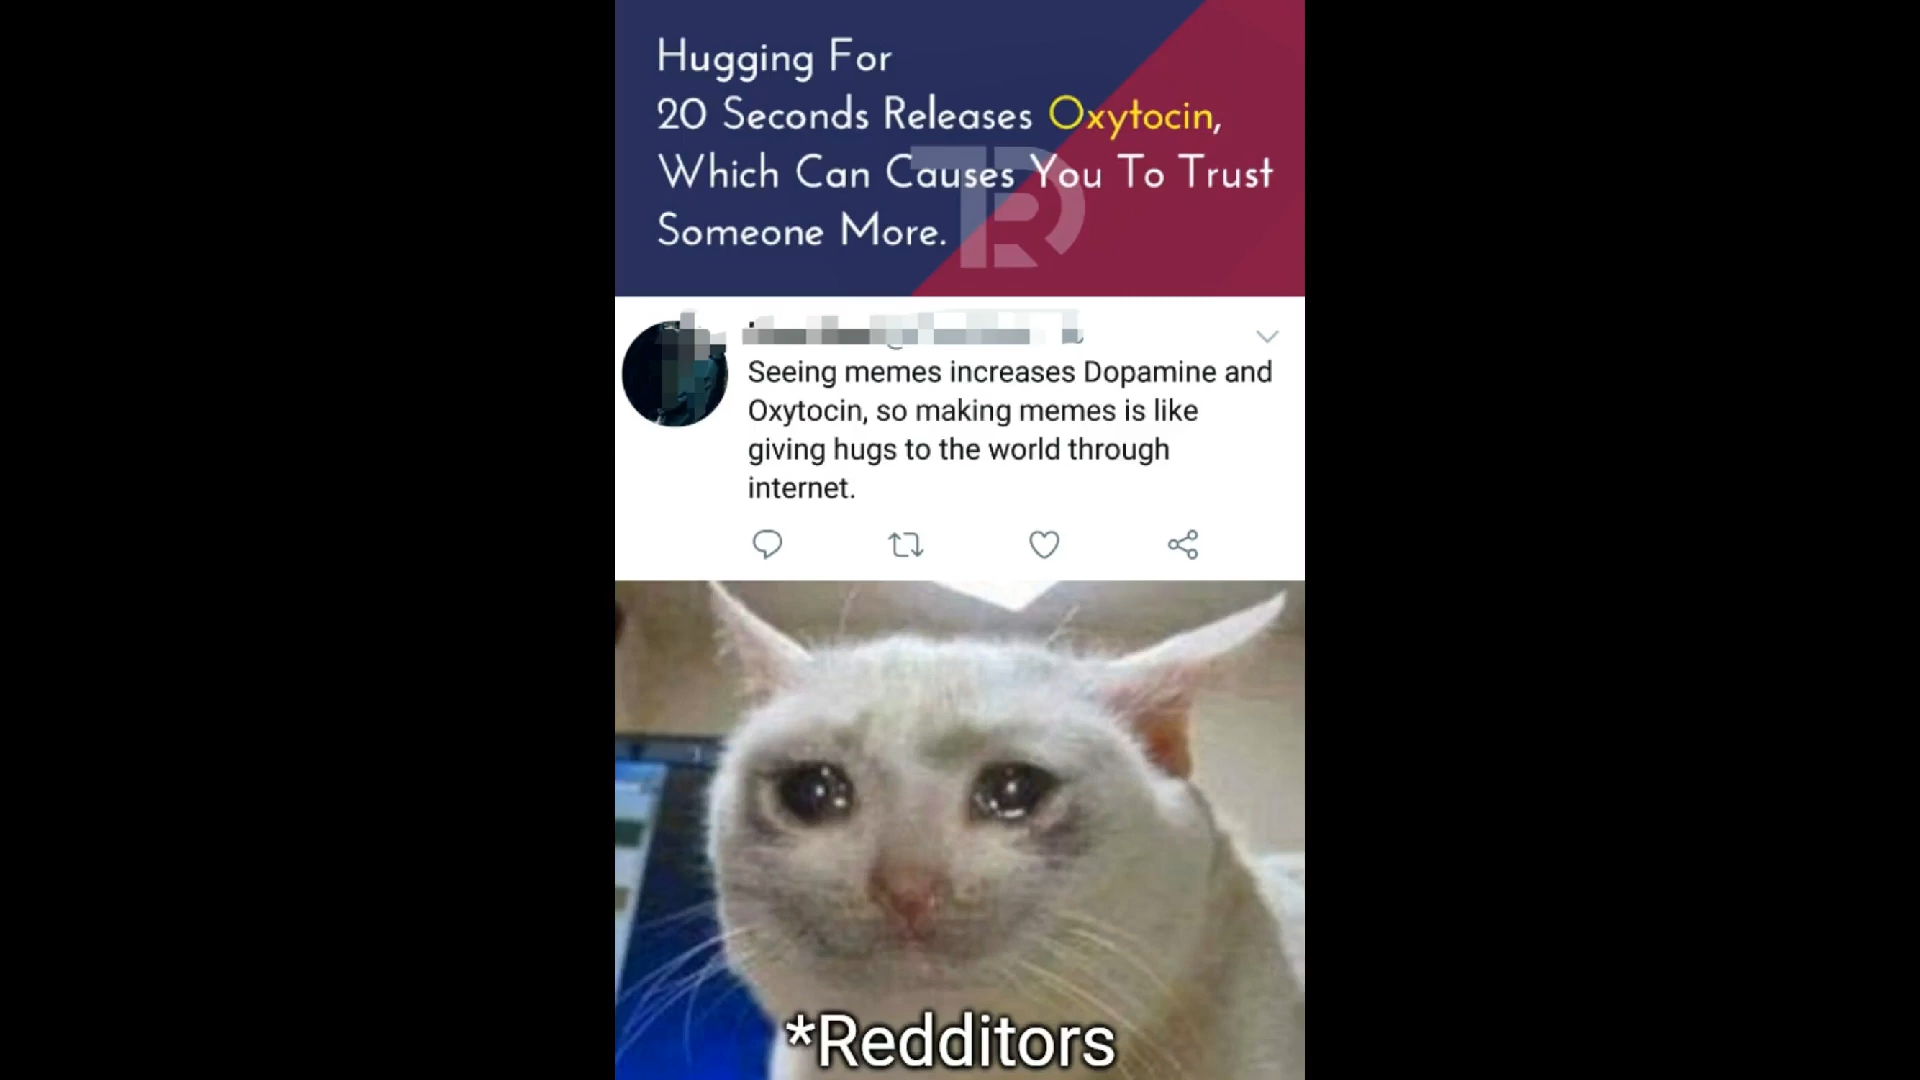 Hugging For
20 Seconds Releases Oxytocin,
Which Can Causes You To Trust
Someone More.
Seeing memes increases Dopamine and
Oxytocin, so making memes is like
giving hugs to the world through
internet.
*Redditors